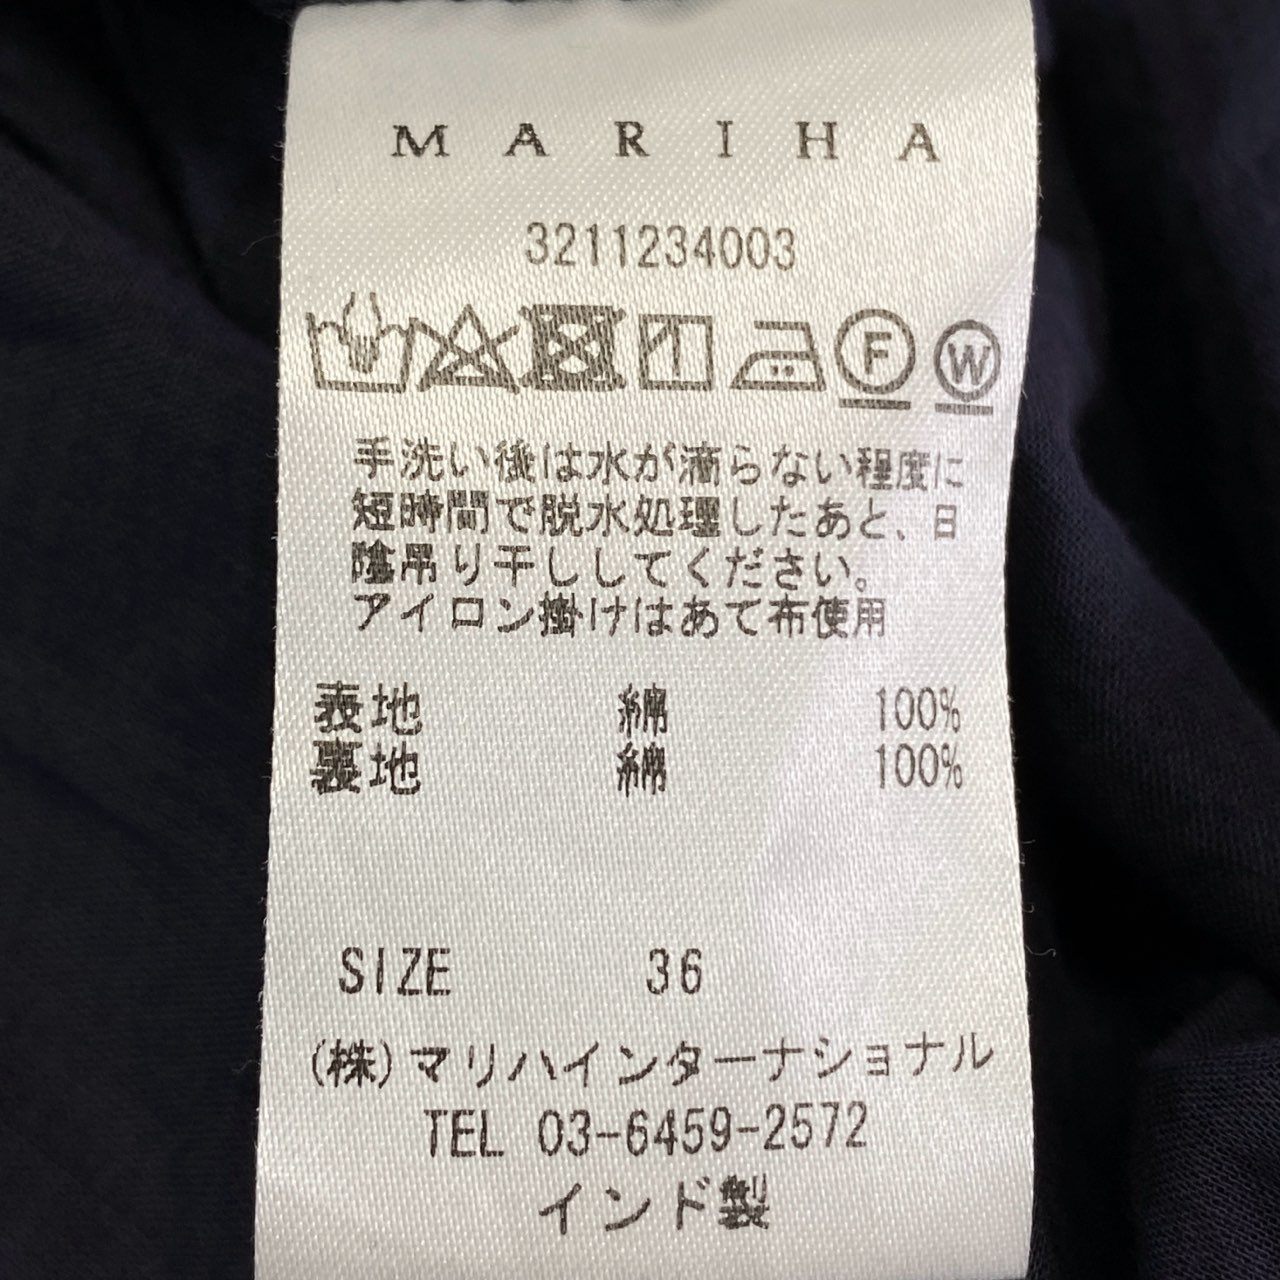 MARIHA
3211234003
F W
手洗い後は水が滴らない程度に
短時間で脱水処理したあと、日
陰吊り干ししてください。
アイロン掛けはあて布使用
表地 綿 100%
裏地 綿 100%
SIZE 36
(株)マリハインターナショナル
TEL 03-6459-2572
インド製